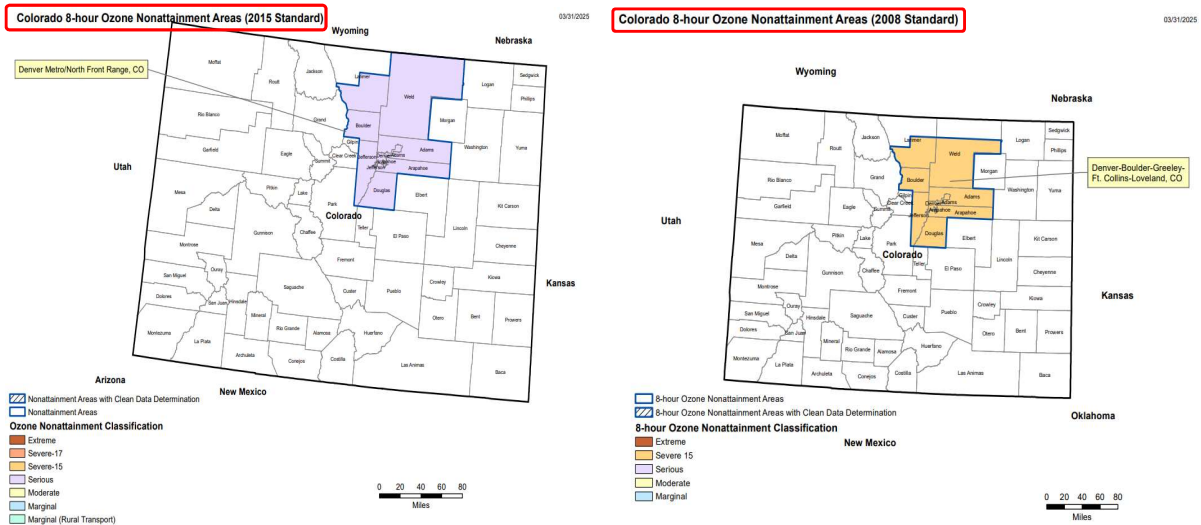 Colorado 8-hour Ozone Nonattainment Areas (2015 Standard)
03/31/2025
Wyoming
Nebraska
Denver Metro/North Front Range, CO
Moffat
Routt
Jackson
Larimer
Weld
Logan
Sedgwick
Phillips
Morgan
Rio Blanco
Grand
Boulder
Washington
Yuma
Garfield
Eagle
Summit
Gilpin
Clear Creek
Jefferson
Denver
Adams
Adams
Arapahoe
Jefferson
Arapahoe
Utah
Mesa
Pitkin
Lake
Park
Douglas
Elbert
Kit Carson
Colorado
Delta
Gunnison
Chaffee
Teller
El Paso
Lincoln
Cheyenne
Montrose
Fremont
Kiowa
Kansas
Ouray
San Miguel
Saguache
Custer
Pueblo
Crowley
Dolores
San Juan
Hinsdale
Mineral
Rio Grande
Alamosa
Huerfano
Otero
Bent
Prowers
Montezuma
La Plata
Archuleta
Conejos
Costilla
Las Animas
Baca
Arizona
New Mexico
Nonattainment Areas with Clean Data Determination
Nonattainment Areas
Ozone Nonattainment Classification
Extreme
Severe-17
Severe-15
Serious
Moderate
Marginal
Marginal (Rural Transport)
0 20 40 60 80
Miles
Colorado 8-hour Ozone Nonattainment Areas (2008 Standard)
03/31/2025
Wyoming
Nebraska
Moffat
Routt
Jackson
Larimer
Weld
Logan
Sedgwick
Phillips
Morgan
Denver-Boulder-Greeley-
Ft. Collins-Loveland, CO
Rio Blanco
Grand
Boulder
Washington
Yuma
Garfield
Eagle
Summit
Gilpin
Clear Creek
Jefferson
Denver
Adams
Adams
Arapahoe
Arapahoe
Utah
Mesa
Pitkin
Lake
Park
Douglas
Elbert
Kit Carson
Colorado
Delta
Gunnison
Chaffee
Teller
El Paso
Lincoln
Cheyenne
Montrose
Fremont
Kiowa
Kansas
Ouray
San Miguel
Saguache
Custer
Pueblo
Crowley
Dolores
San Juan
Hinsdale
Mineral
Rio Grande
Alamosa
Huerfano
Otero
Bent
Prowers
Montezuma
La Plata
Archuleta
Conejos
Costilla
Las Animas
Baca
Oklahoma
New Mexico
8-hour Ozone Nonattainment Areas
8-hour Ozone Nonattainment Areas with Clean Data Determination
8-hour Ozone Nonattainment Classification
Extreme
Severe 15
Serious
Moderate
Marginal
0 20 40 60 80
Miles